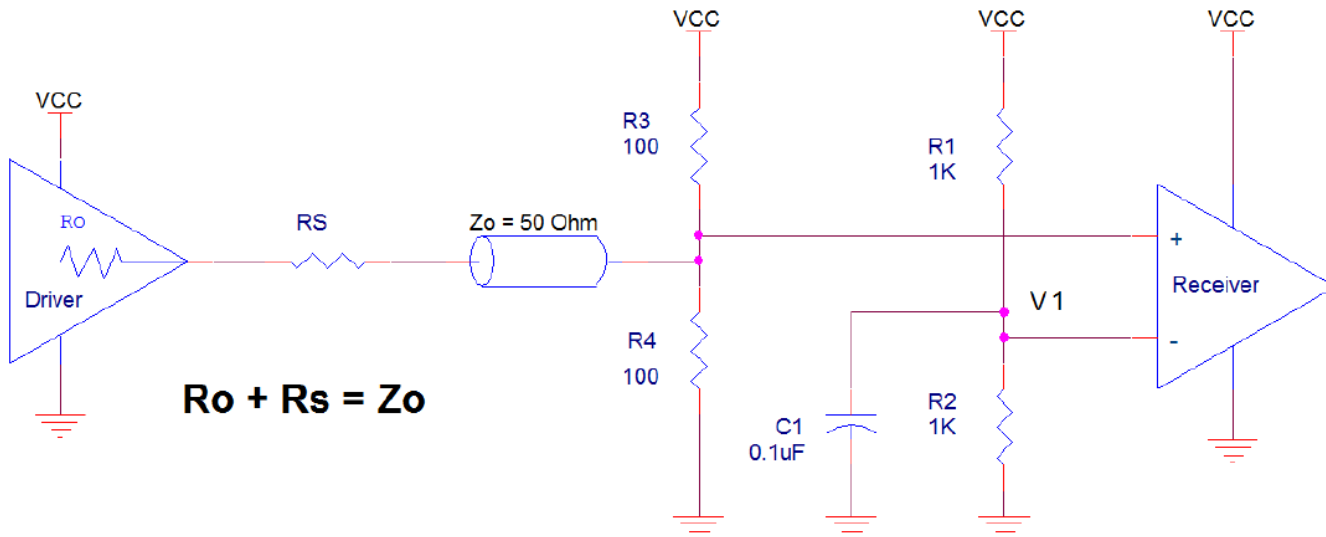 VCC
VCC
VCC
VCC
R3
100
R1
1K
RO
RS
Zo = 50 Ohm
+
Driver
Receiver
V1
-
R4
100
Ro + Rs = Zo
C1
0.1uF
R2
1K